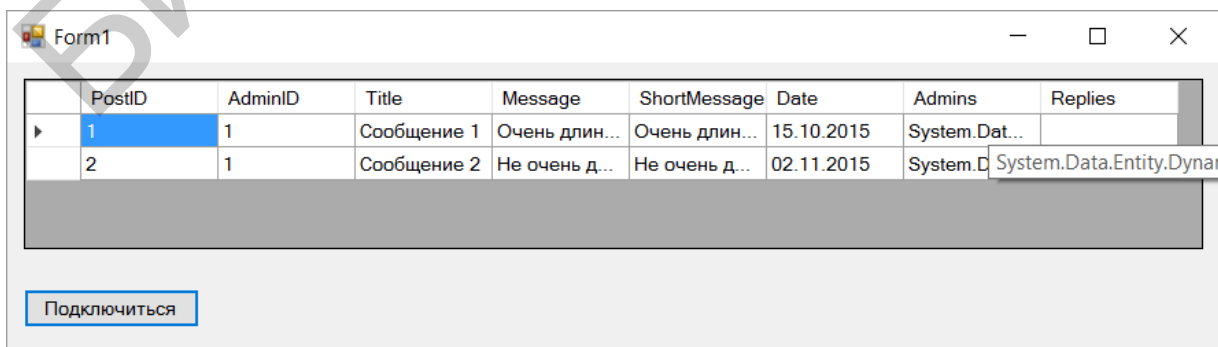 Form1
PostID AdminID Title Message ShortMessage Date Admins Replies
1 1 Сообщение 1 Очень длин... Очень длин... 15.10.2015 System.Dat...
2 1 Сообщение 2 Не очень д... Не очень д... 02.11.2015 System.D
System.Data.Entity.Dynar
Подключиться